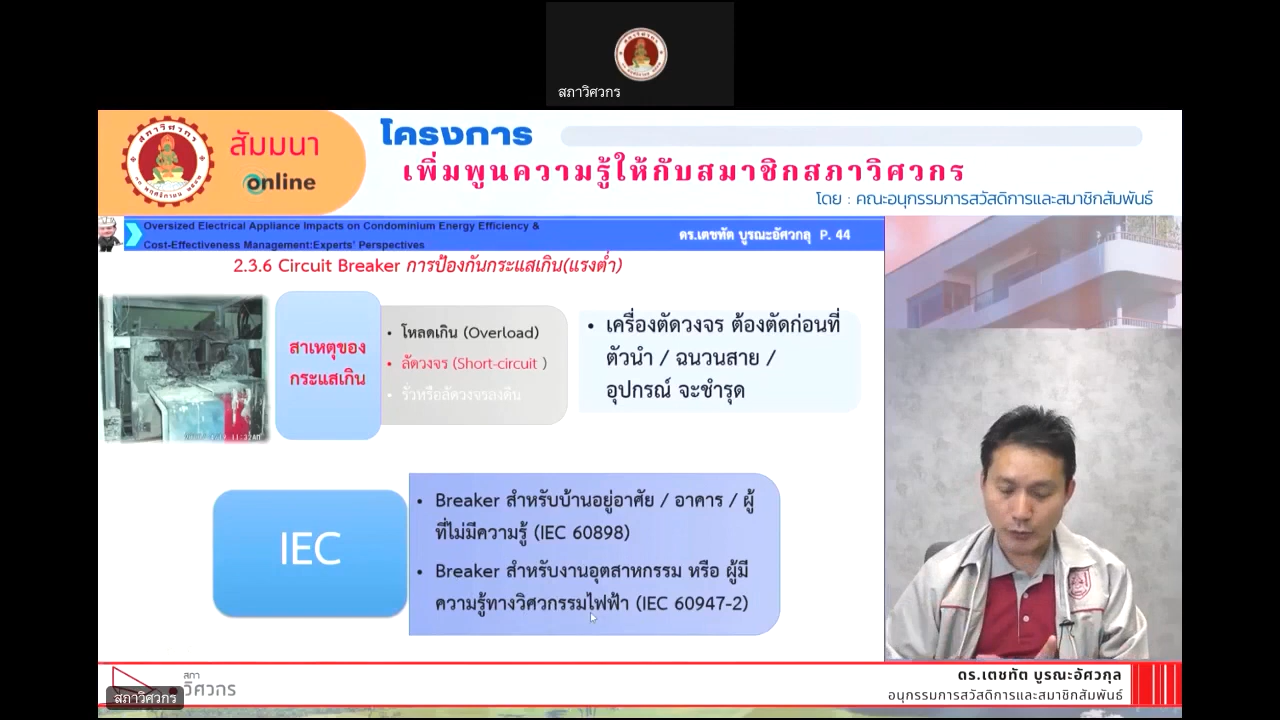 สภาวิศวกร
สัมมนา
online
โครงการ
เพิ่มพูนความรู้ให้กับสมาชิกสภาวิศวกร
โดย : คณะอนุกรรมการสวัสดิการและสมาชิกสัมพันธ์
Oversized Electrical Appliance Impacts on Condominium Energy Efficiency &
Cost-Effectiveness Management:Experts' Perspectives
ดร.เตชทัต บูรณะอัศวกุล P. 44
2.3.6 Circuit Breaker การป้องกันกระแสเกิน(แรงต่ำ)
สาเหตุของ
กระแสเกิน
• โหลดเกิน (Overload)
• ลัดวงจร (Short-circuit )
• รั่วหรือลัดวงจรลงดิน
• เครื่องตัดวงจร ต้องตัดก่อนที่
ตัวนำ / ฉนวนสาย /
อุปกรณ์ จะชำรุด
IEC
• Breaker สำหรับบ้านอยู่อาศัย / อาคาร / ผู้
ที่ไม่มีความรู้ (IEC 60898)
• Breaker สำหรับงานอุตสาหกรรม หรือ ผู้มี
ความรู้ทางวิศวกรรมไฟฟ้า (IEC 60947-2)
สภา
วิศวกร
สภาวิศวกร
ดร.เตชทัต บูรณะอัศวกุล
อนุกรรมการสวัสดิการและสมาชิกสัมพันธ์